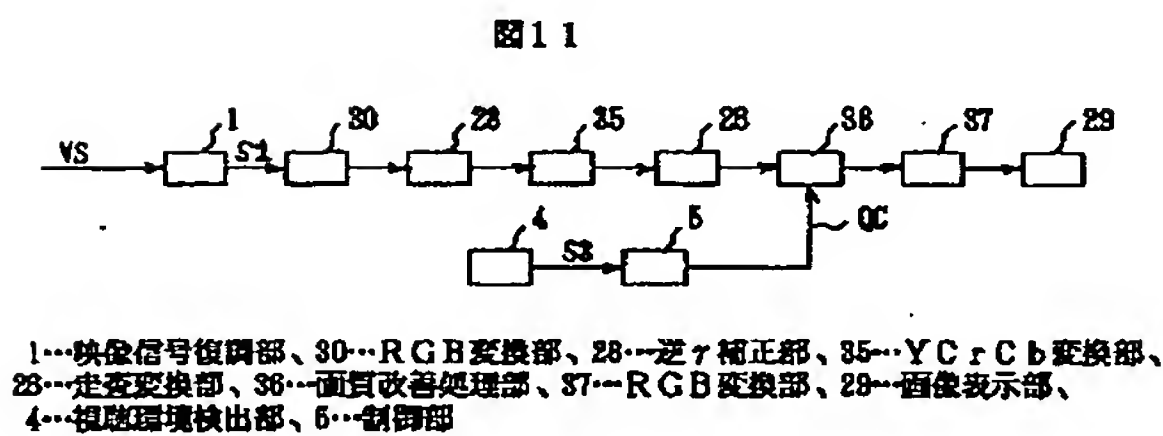 図11
1 30 28 35 26 36 37 29
VS S1
4 5 QC
S3
1…映像信号復調部、30…RGB変換部、28…逆γ補正部、35…YCrCb変換部、
26…走査変換部、36…画質改善処理部、37…RGB変換部、29…画像表示部、
4…視聴環境検出部、5…制御部